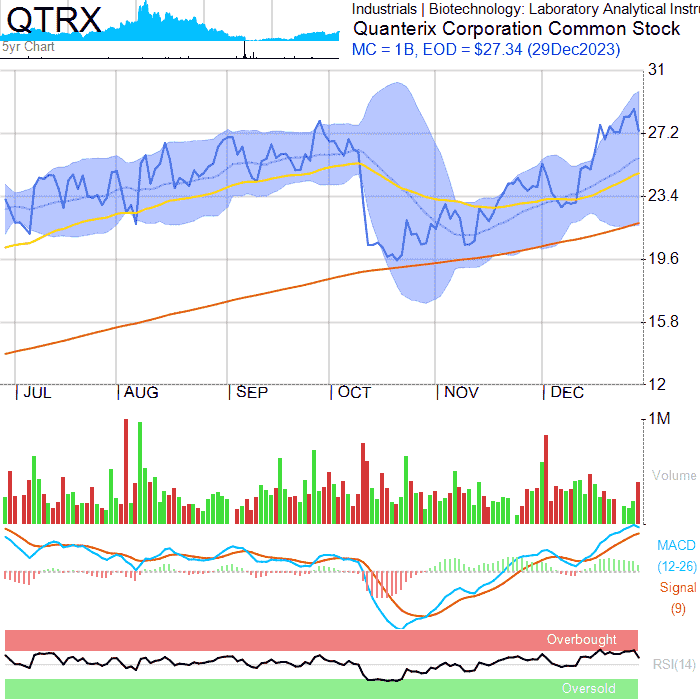 QTRX
5yr Chart
Industrials | Biotechnology: Laboratory Analytical Instru
Quanterix Corporation Common Stock
MC = 1B, EOD = $27.34 (29Dec2023)
31
27.2
23.4
19.6
15.8
12
JUL AUG SEP OCT NOV DEC
1M
Volume
MACD
(12-26)
Signal
(9)
Overbought
RSI(14)
Oversold